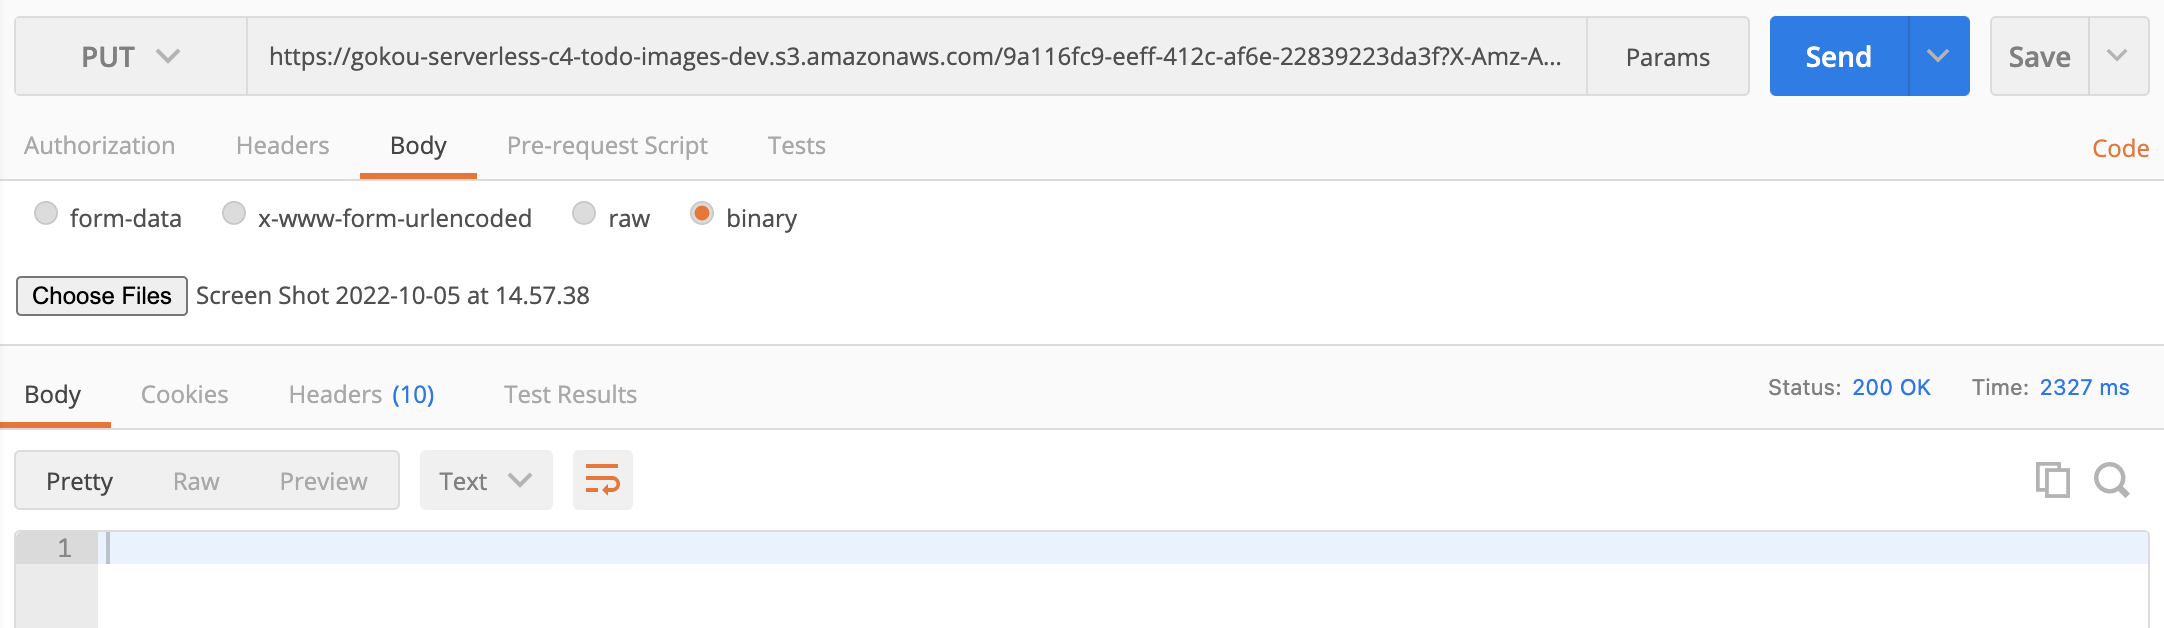 PUT https://gokou-serverless-c4-todo-images-dev.s3.amazonaws.com/9a116fc9-eeff-412c-af6e-22839223da3f?X-Amz-A... Params Send Save
Authorization Headers Body Pre-request Script Tests Code
form-data x-www-form-urlencoded raw binary
Choose Files Screen Shot 2022-10-05 at 14.57.38
Body Cookies Headers (10) Test Results Status: 200 OK Time: 2327 ms
Pretty Raw Preview Text
1